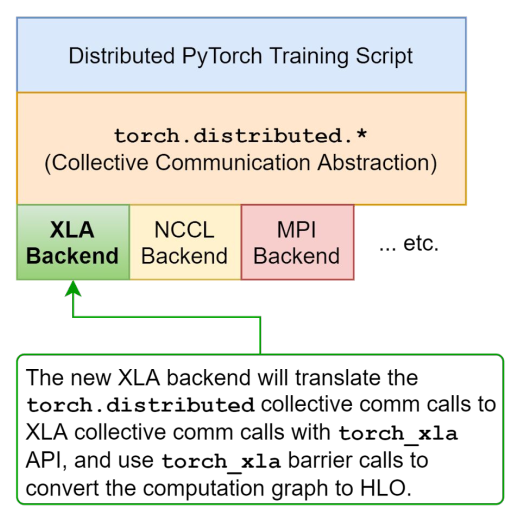 Distributed PyTorch Training Script
torch.distributed.*
(Collective Communication Abstraction)
XLA
Backend
NCCL
Backend
MPI
Backend
... etc.
The new XLA backend will translate the
torch.distributed collective comm calls to
XLA collective comm calls with torch_xla
API, and use torch_xla barrier calls to
convert the computation graph to HLO.